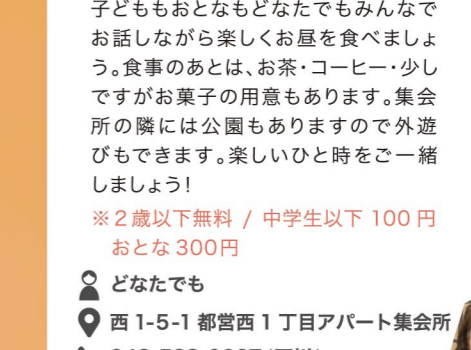 子どももおとなもどなたでもみんなで
お話しながら楽しくお昼を食べましょ
う。食事のあとは、お茶・コーヒー・少し
ですがお菓子の用意もあります。集会
所の隣には公園もありますので外遊
びもできます。楽しいひと時をご一緒
しましょう!
※2歳以下無料 / 中学生以下 100 円
おとな 300円
どなたでも
西 1-5-1 都営西 1 丁目アパート集会所